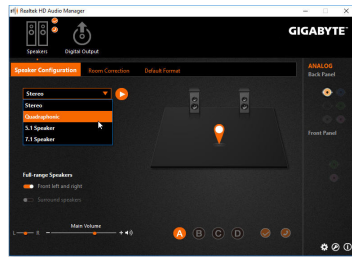 Realtek HD Audio Manager
GIGABYTE
Speakers
Digital Output
Speaker Configuration
Room Correction
Default Format
ANALOG
Back Panel
Stereo
Stereo
Quadraphonic
5.1 Speaker
7.1 Speaker
Front Panel
Full-range Speakers
Front left and right
Surround speakers
Main Volume
L
R
A
B
C
D